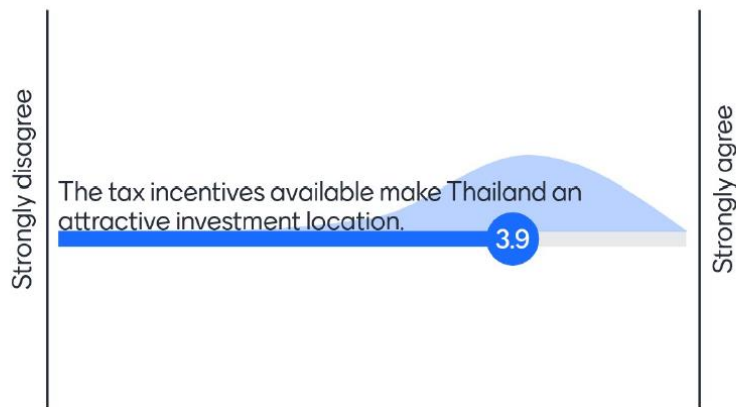 Strongly disagree
The tax incentives available make Thailand an
attractive investment location.
3.9
Strongly agree